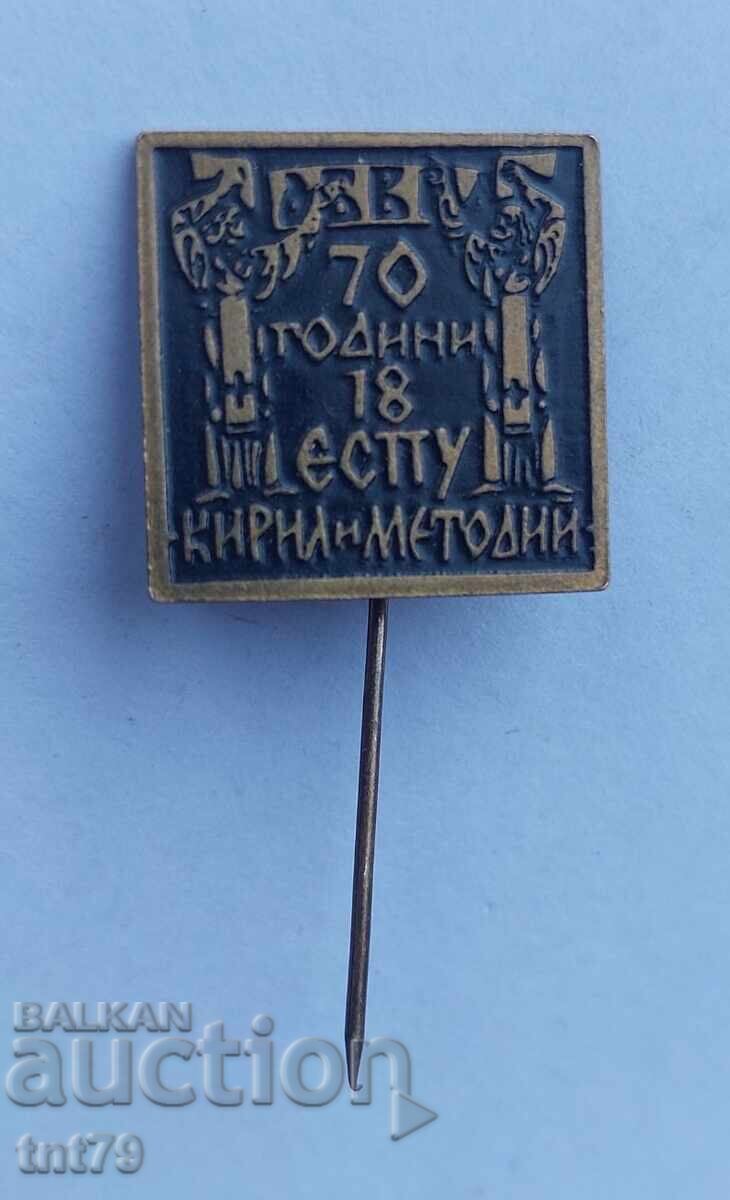 70
ГОДИНИ
18
ЕСПУ
КИРИЛ и МЕТОДИЙ
BALKAN
auction
tnt79